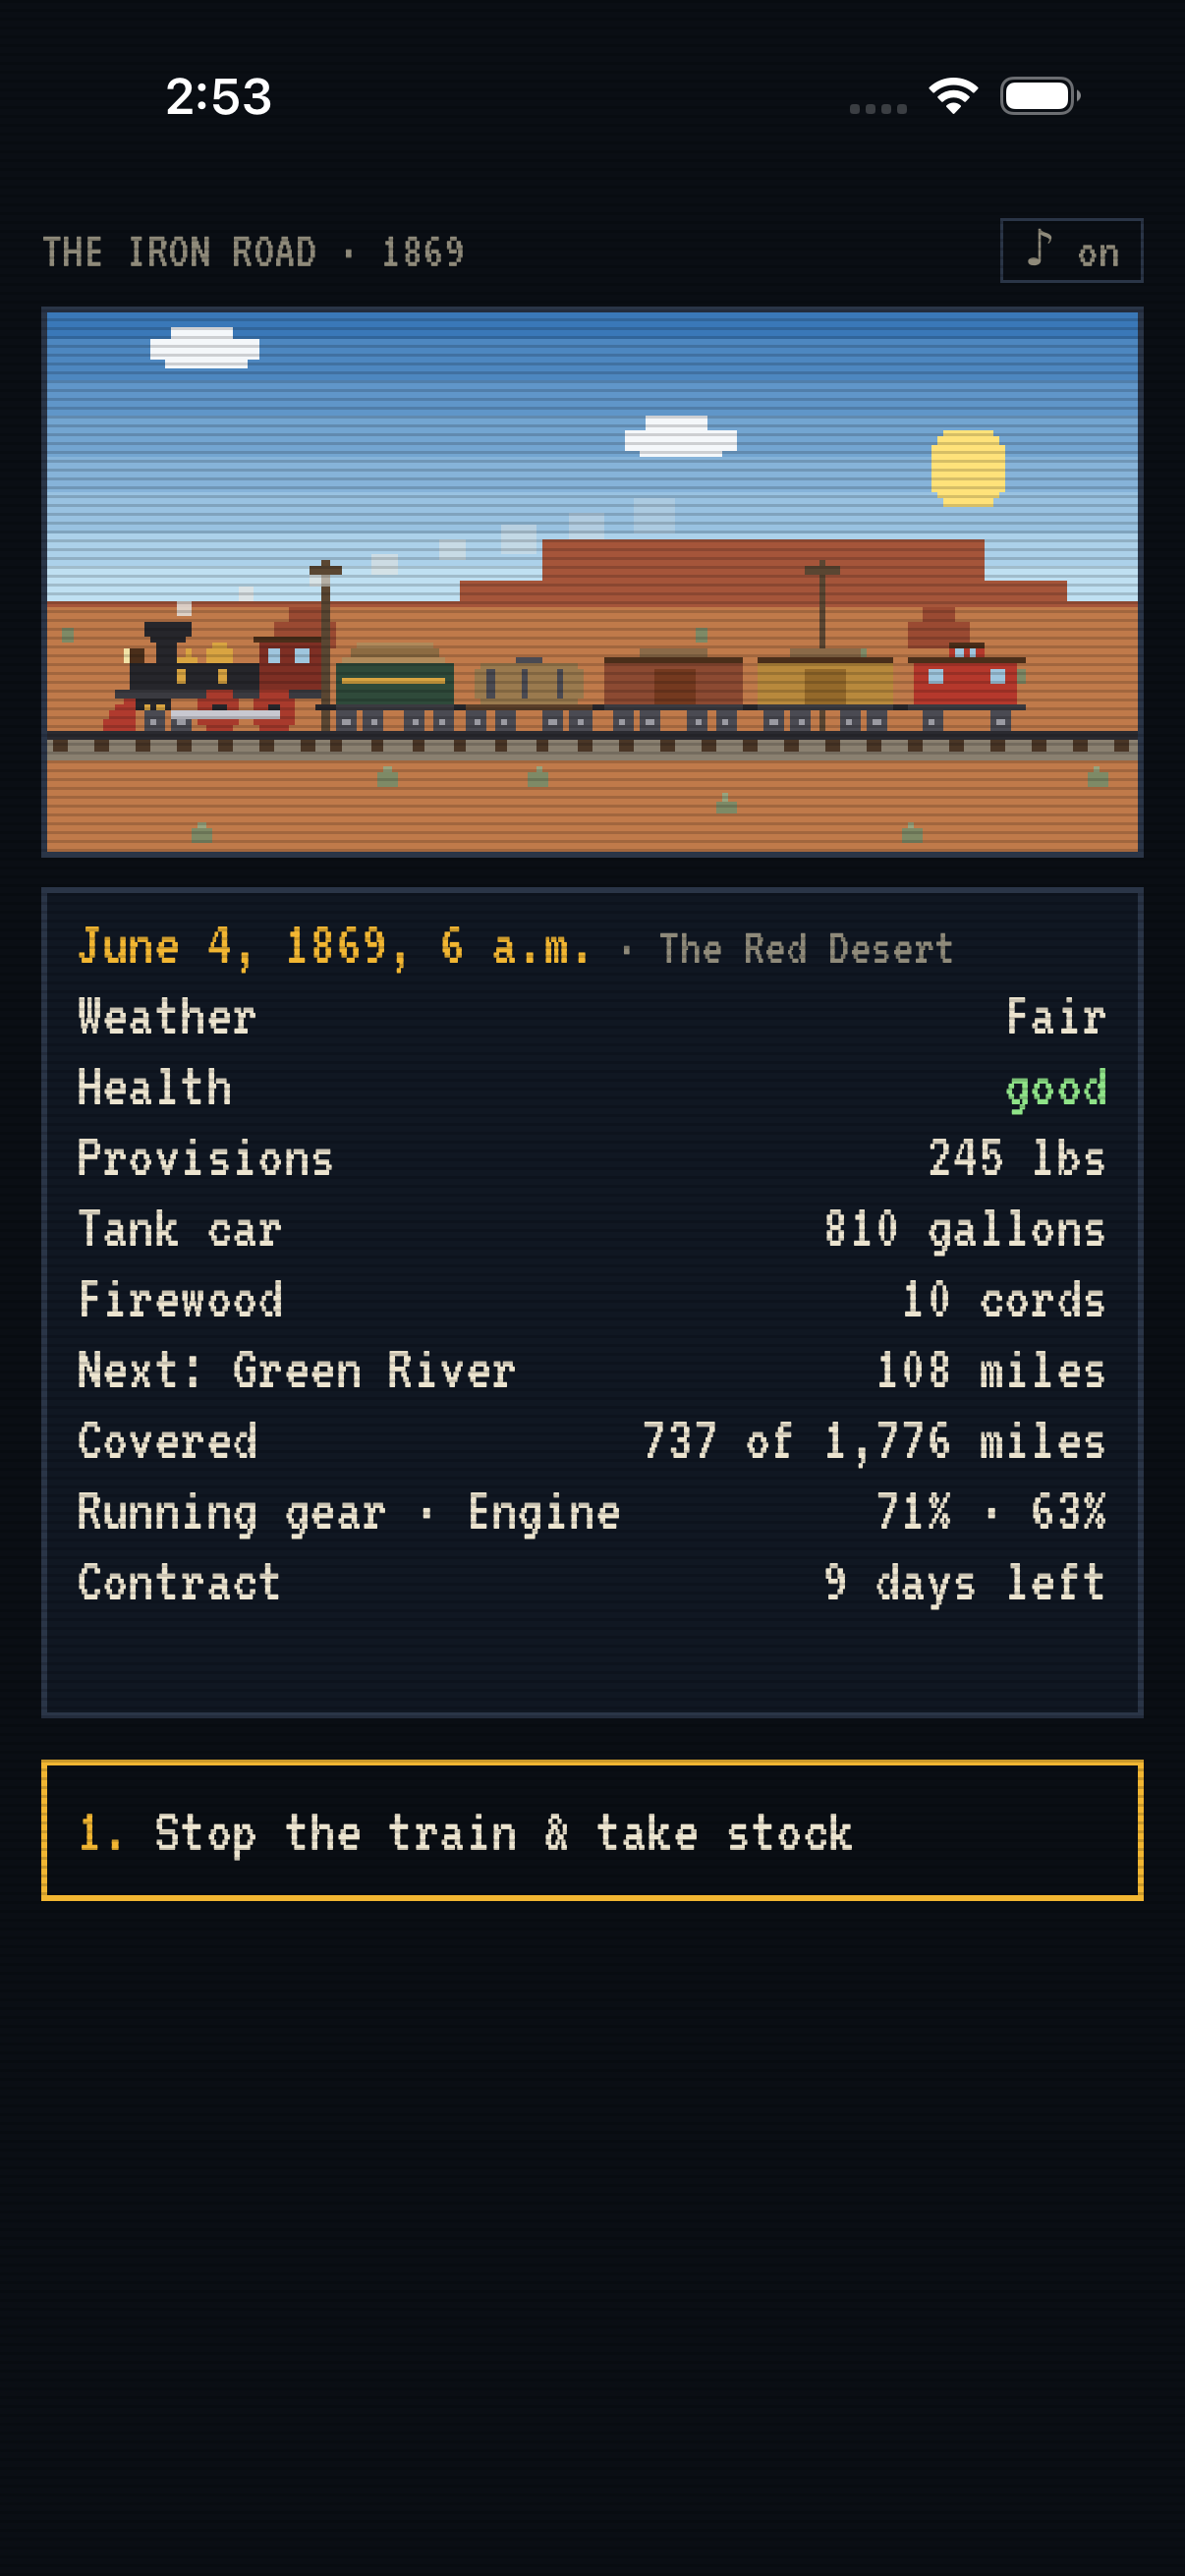 2:53
THE IRON ROAD · 1869
♪ on
June 4, 1869, 6 a.m. · The Red Desert
Weather Fair
Health good
Provisions 245 lbs
Tank car 810 gallons
Firewood 10 cords
Next: Green River 108 miles
Covered 737 of 1,776 miles
Running gear · Engine 71% · 63%
Contract 9 days left
1. Stop the train & take stock